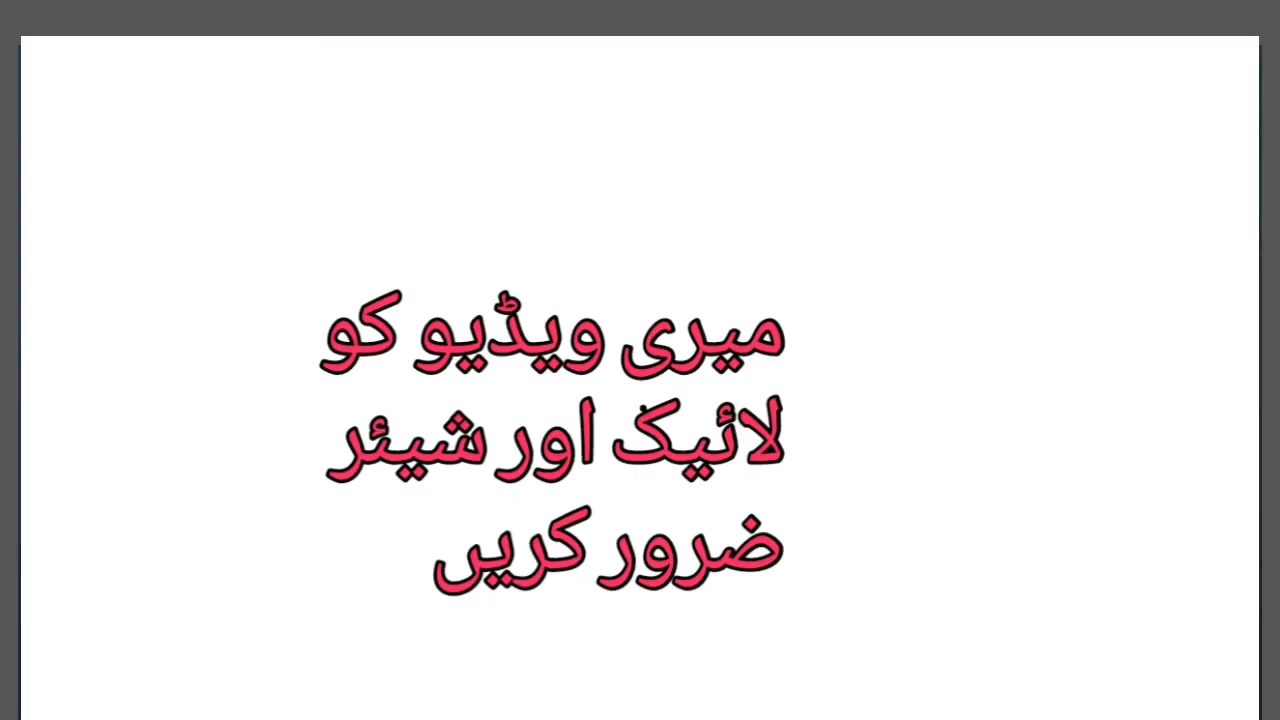 میری ویڈیو کو
لائیک اور شیئر
ضرور کریں